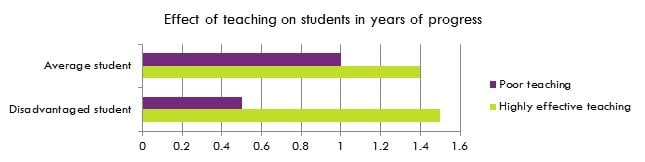 Effect of teaching on students in years of progress
Average student
Disadvantaged student
Poor teaching
Highly effective teaching
0 0.2 0.4 0.6 0.8 1 1.2 1.4 1.6